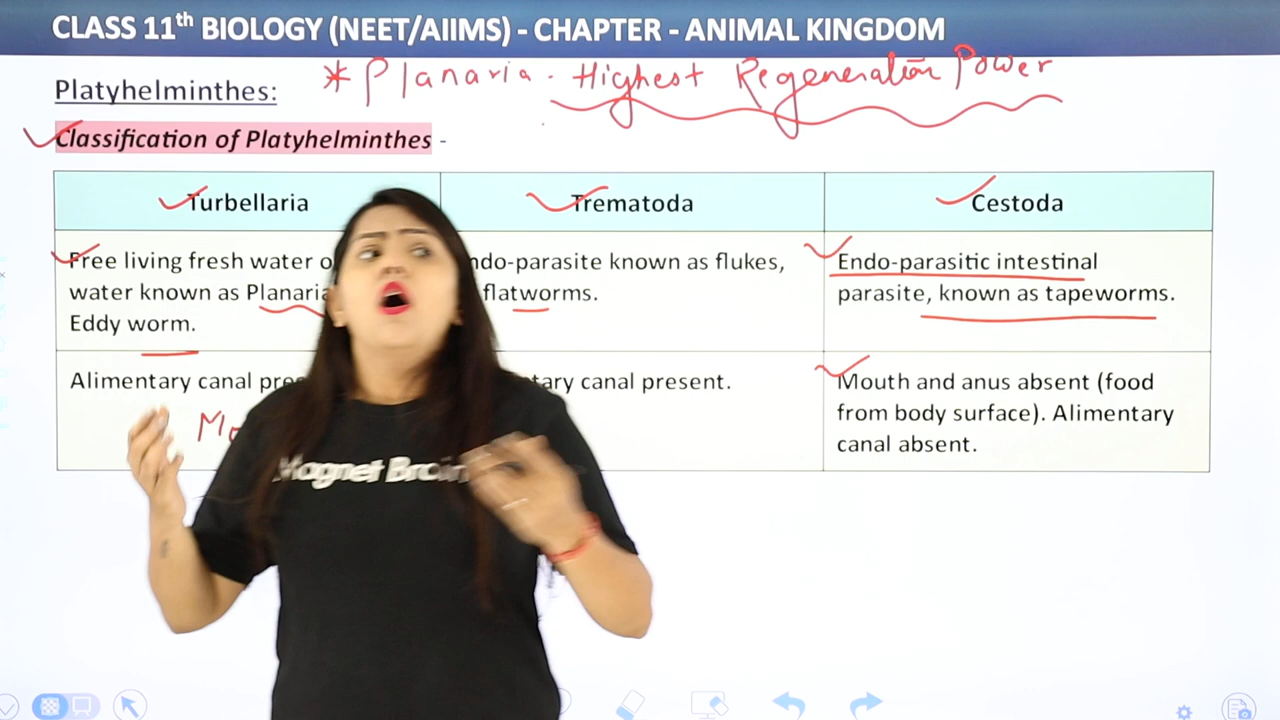 CLASS 11th BIOLOGY (NEET/AIIMS) - CHAPTER - ANIMAL KINGDOM
* Planaria - Highest Regeneration Power
Platyhelminthes:
Classification of Platyhelminthes -
Turbellaria
Trematoda
Cestoda
Free living fresh water
water known as Planaria
Eddy worm.
ndo-parasite known as flukes,
flatworms.
Endo-parasitic intestinal
parasite, known as tapeworms.
Alimentary canal pre
Mo
tary canal present.
Mouth and anus absent (food
from body surface). Alimentary
canal absent.
Magnet Brain